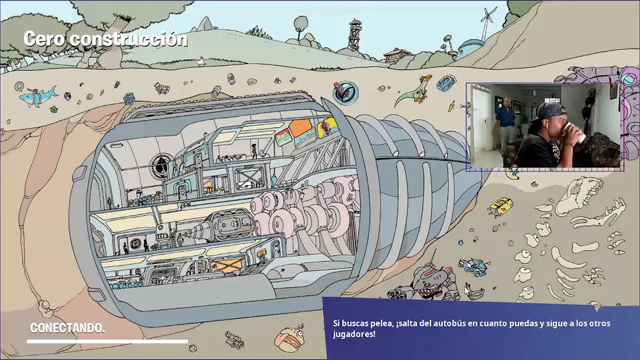 Cero construcción
CONECTANDO.
Si buscas pelea, ¡salta del autobús en cuanto puedas y sigue a los otros
jugadores!